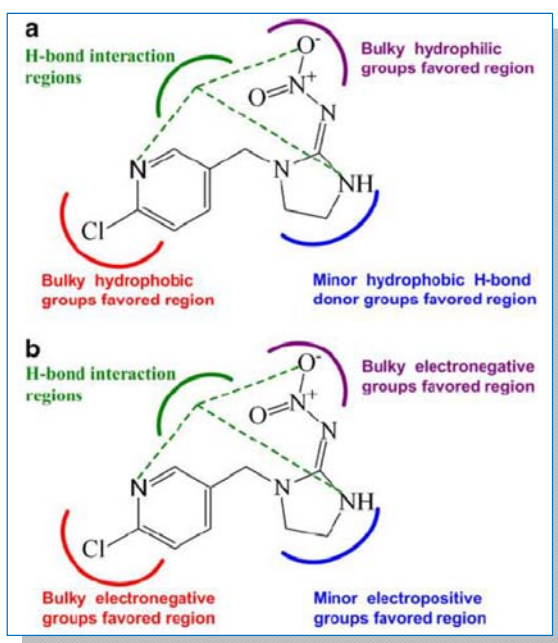 a
H-bond interaction
regions
Bulky hydrophilic
groups favored region
O-
N+
O
N
N
N
NH
Cl
Bulky hydrophobic
groups favored region
Minor hydrophobic H-bond
donor groups favored region
b
H-bond interaction
regions
Bulky electronegative
groups favored region
O-
N+
O
N
N
N
NH
Cl
Bulky electronegative
groups favored region
Minor electropositive
groups favored region